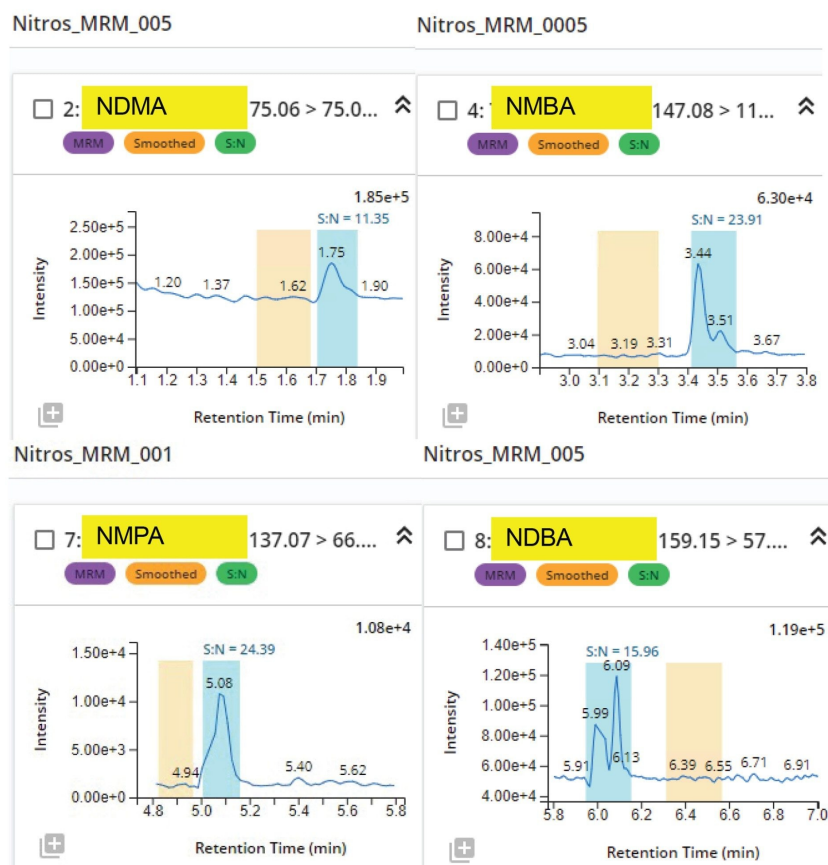 Nitros_MRM_005
2: NDMA 75.06 > 75.0...
MRM Smoothed S:N
1.85e+5
S:N = 11.35
Intensity
2.50e+5
2.00e+5
1.50e+5
1.00e+5
5.00e+4
0.00e+0
1.20 1.37 1.62 1.75 1.90
1.1 1.2 1.3 1.4 1.5 1.6 1.7 1.8 1.9
Retention Time (min)
Nitros_MRM_0005
4: NMBA 147.08 > 11...
MRM Smoothed S:N
6.30e+4
S:N = 23.91
Intensity
8.00e+4
6.00e+4
4.00e+4
2.00e+4
0.00e+0
3.04 3.19 3.31 3.44 3.51 3.67
3.0 3.1 3.2 3.3 3.4 3.5 3.6 3.7 3.8
Retention Time (min)
Nitros_MRM_001
7: NMPA 137.07 > 66....
MRM Smoothed S:N
1.08e+4
S:N = 24.39
Intensity
1.50e+4
1.00e+4
5.00e+3
0.00e+0
4.94 5.08 5.40 5.62
4.8 5.0 5.2 5.4 5.6 5.8
Retention Time (min)
Nitros_MRM_005
8: NDBA 159.15 > 57....
MRM Smoothed S:N
1.19e+5
S:N = 15.96
Intensity
1.40e+5
1.20e+5
1.00e+5
8.00e+4
6.00e+4
4.00e+4
5.91 5.99 6.09 6.13 6.39 6.55 6.71 6.91
5.8 6.0 6.2 6.4 6.6 6.8 7.0
Retention Time (min)